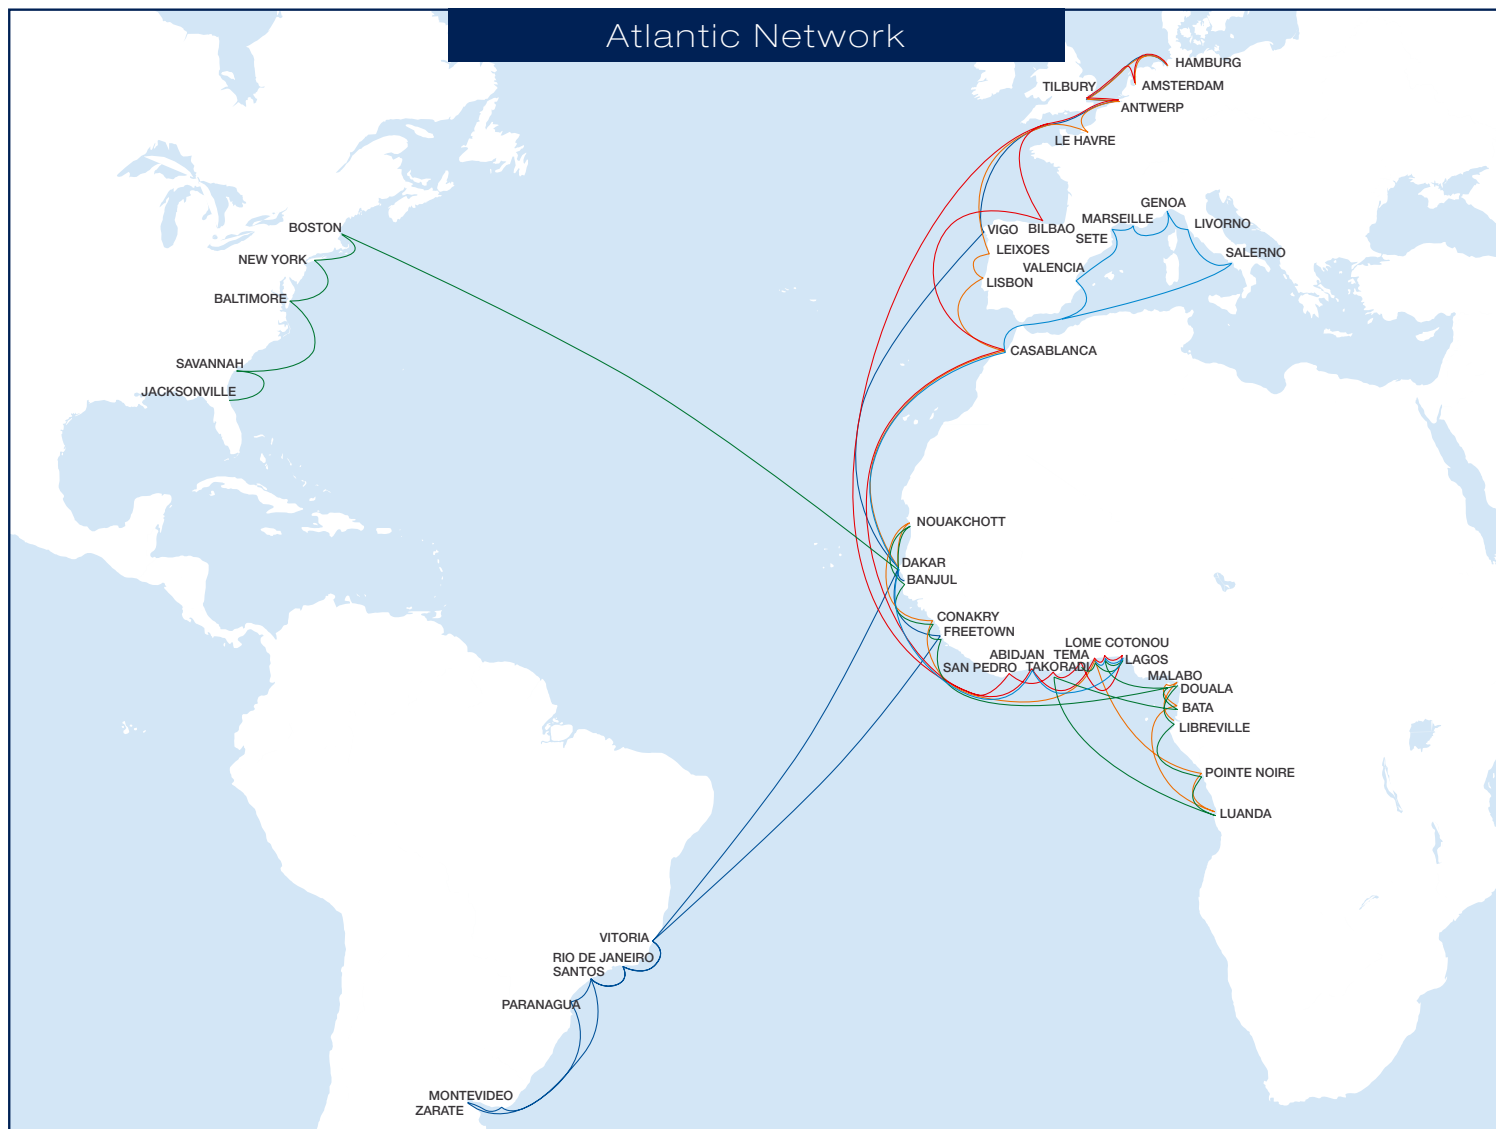 Atlantic Network
HAMBURG
TILBURY
AMSTERDAM
ANTWERP
LE HAVRE
GENOA
MARSEILLE
LIVORNO
BOSTON
VIGO
BILBAO
SETE
LEIXOES
SALERNO
NEW YORK
VALENCIA
LISBON
BALTIMORE
CASABLANCA
SAVANNAH
JACKSONVILLE
NOUAKCHOTT
DAKAR
BANJUL
CONAKRY
FREETOWN
LOME COTONOU
ABIDJAN
TEMA
LAGOS
SAN PEDRO
TAKORADI
MALABO
DOUALA
BATA
LIBREVILLE
POINTE NOIRE
LUANDA
VITORIA
RIO DE JANEIRO
SANTOS
PARANAGUA
MONTEVIDEO
ZARATE